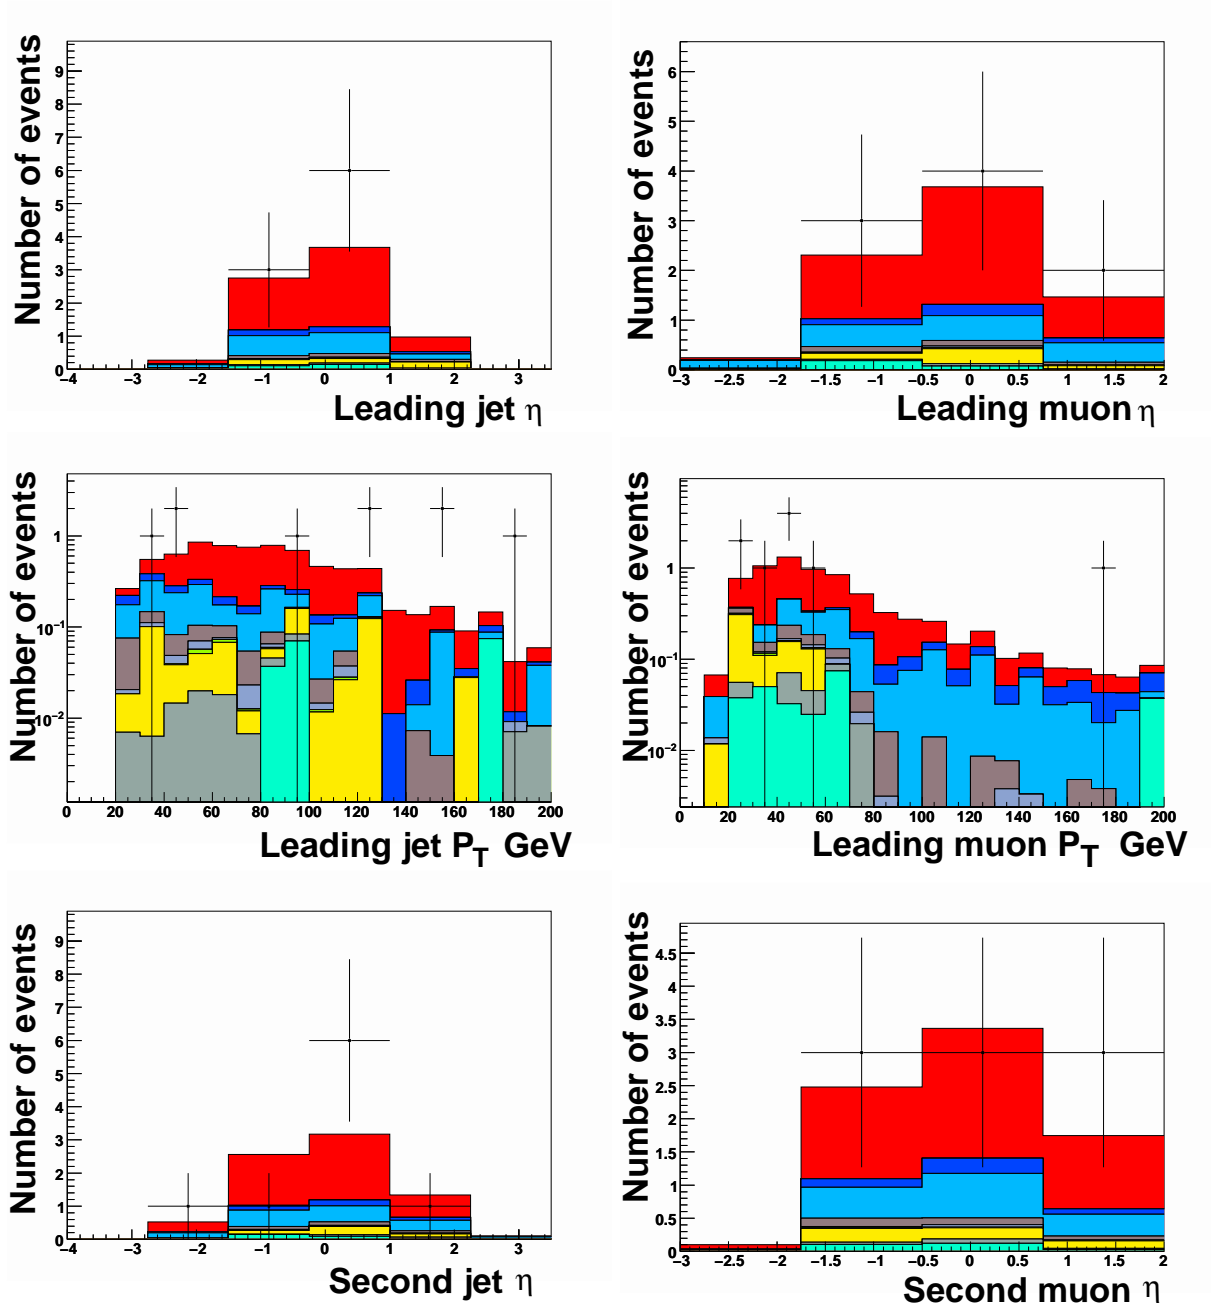 Number of events
9
8
7
6
5
4
3
2
1
0
−4 −3 −2 −1 0 1 2 3
Leading jet η
Number of events
6
5
4
3
2
1
0
−3 −2.5 −2 −1.5 −1 −0.5 0 0.5 1 1.5 2
Leading muon η
Number of events
1
10−1
10−2
0 20 40 60 80 100 120 140 160 180 200
Leading jet PT GeV
Number of events
1
10−1
10−2
0 20 40 60 80 100 120 140 160 180 200
Leading muon PT GeV
Number of events
9
8
7
6
5
4
3
2
1
0
−4 −3 −2 −1 0 1 2 3
Second jet η
Number of events
4.5
4
3.5
3
2.5
2
1.5
1
0.5
0
−3 −2.5 −2 −1.5 −1 −0.5 0 0.5 1 1.5 2
Second muon η